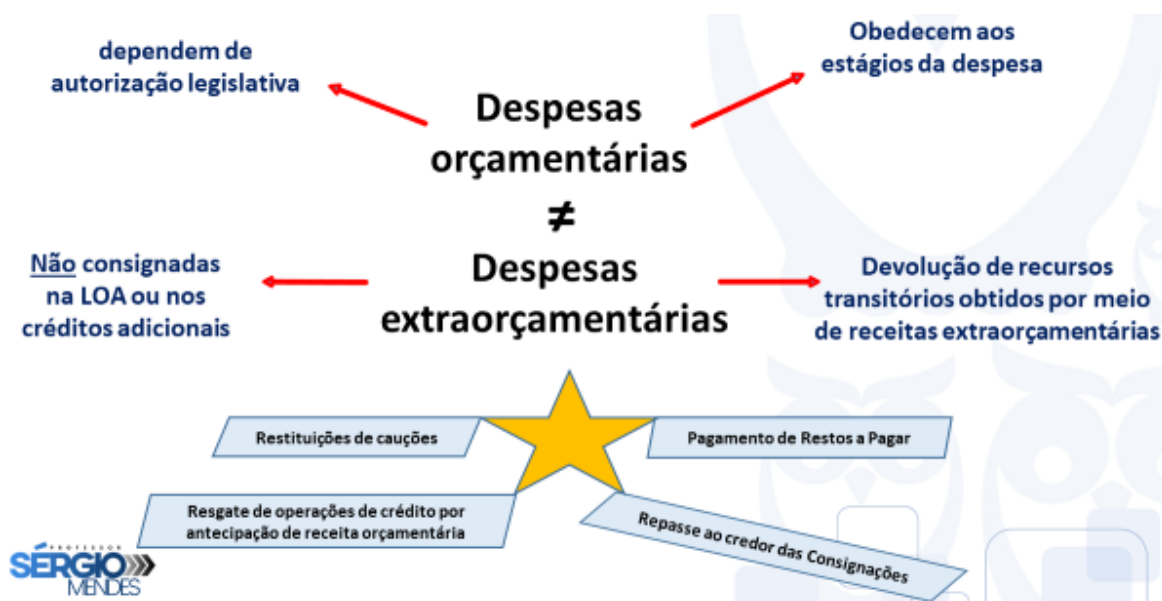 dependem de
autorização legislativa
Obedecem aos
estágios da despesa
Despesas
orçamentárias
≠
Despesas
extraorçamentárias
Não consignadas
na LOA ou nos
créditos adicionais
Devolução de recursos
transitórios obtidos por meio
de receitas extraorçamentárias
Restituições de cauções
Pagamento de Restos a Pagar
Resgate de operações de crédito por
antecipação de receita orçamentária
Repasse ao credor das Consignações
PROFESSOR
SÉRGIO
MENDES